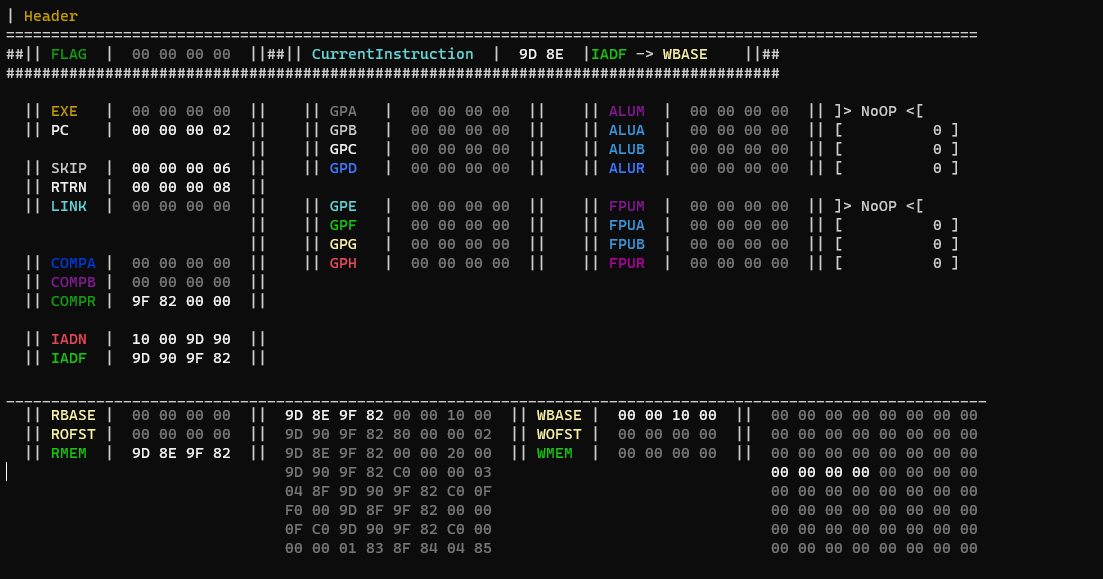 | Header
============================================================================================================
##|| FLAG | 00 00 00 00 ||##|| CurrentInstruction | 9D 8E |IADF -> WBASE ||##
######################################################################################
|| EXE | 00 00 00 00 || || GPA | 00 00 00 00 || || ALUM | 00 00 00 00 || ]> NoOP <[
|| PC | 00 00 00 02 || || GPB | 00 00 00 00 || || ALUA | 00 00 00 00 || [ 0 ]
|| || GPC | 00 00 00 00 || || ALUB | 00 00 00 00 || [ 0 ]
|| SKIP | 00 00 00 06 || || GPD | 00 00 00 00 || || ALUR | 00 00 00 00 || [ 0 ]
|| RTRN | 00 00 00 08 ||
|| LINK | 00 00 00 00 || || GPE | 00 00 00 00 || || FPUM | 00 00 00 00 || ]> NoOP <[
|| || GPF | 00 00 00 00 || || FPUA | 00 00 00 00 || [ 0 ]
|| || GPG | 00 00 00 00 || || FPUB | 00 00 00 00 || [ 0 ]
|| COMPA | 00 00 00 00 || || GPH | 00 00 00 00 || || FPUR | 00 00 00 00 || [ 0 ]
|| COMPB | 00 00 00 00 ||
|| COMPR | 9F 82 00 00 ||
|| IADN | 10 00 9D 90 ||
|| IADF | 9D 90 9F 82 ||
_____________________________________________________________________________________________________________
|| RBASE | 00 00 00 00 || 9D 8E 9F 82 00 00 10 00 || WBASE | 00 00 10 00 || 00 00 00 00 00 00 00 00
|| ROFST | 00 00 00 00 || 9D 90 9F 82 80 00 00 02 || WOFST | 00 00 00 00 || 00 00 00 00 00 00 00 00
|| RMEM | 9D 8E 9F 82 || 9D 8E 9F 82 00 00 20 00 || WMEM | 00 00 00 00 || 00 00 00 00 00 00 00 00
9D 90 9F 82 C0 00 00 03 00 00 00 00 00 00 00 00
04 8F 9D 90 9F 82 C0 0F 00 00 00 00 00 00 00 00
F0 00 9D 8F 9F 82 00 00 00 00 00 00 00 00 00 00
0F C0 9D 90 9F 82 C0 00 00 00 00 00 00 00 00 00
00 00 01 83 8F 84 04 85 00 00 00 00 00 00 00 00